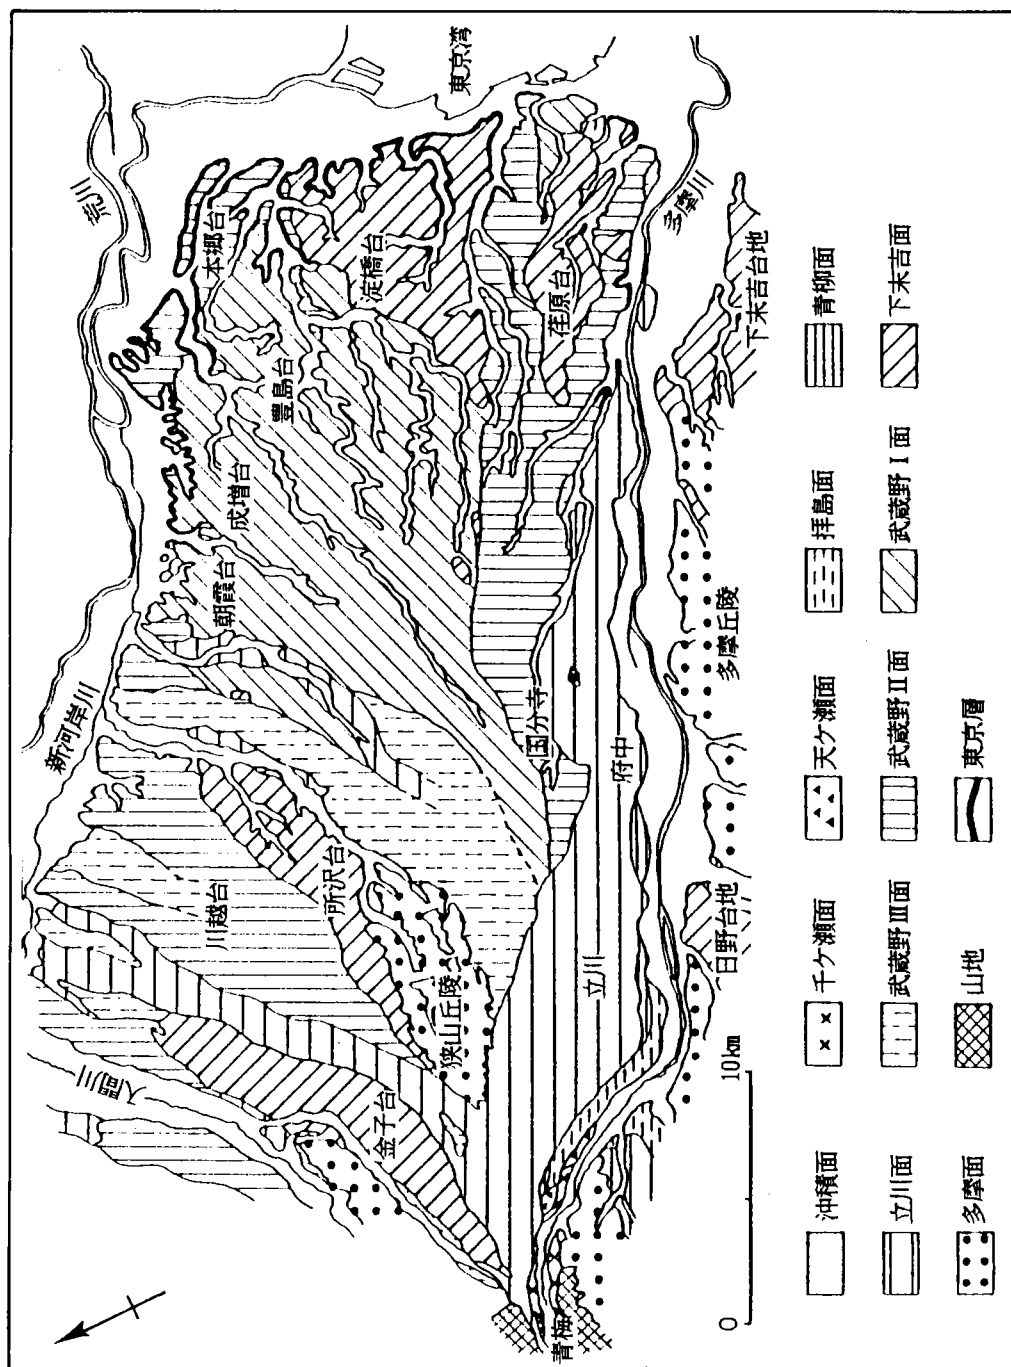 荒川
新河岸川
入間川
多摩川
東京湾
本郷台
豊島台
淀橋台
成増台
朝霞台
荏原台
下末吉台地
川越台
所沢台
狭山丘陵
金子台
国分寺
府中
立川
多摩丘陵
日野台地
青梅
0
10km
沖積面
千ケ瀬面
天ケ瀬面
拝島面
青柳面
立川面
武蔵野Ⅲ面
武蔵野Ⅱ面
武蔵野Ⅰ面
下末吉面
多摩面
山地
東京層